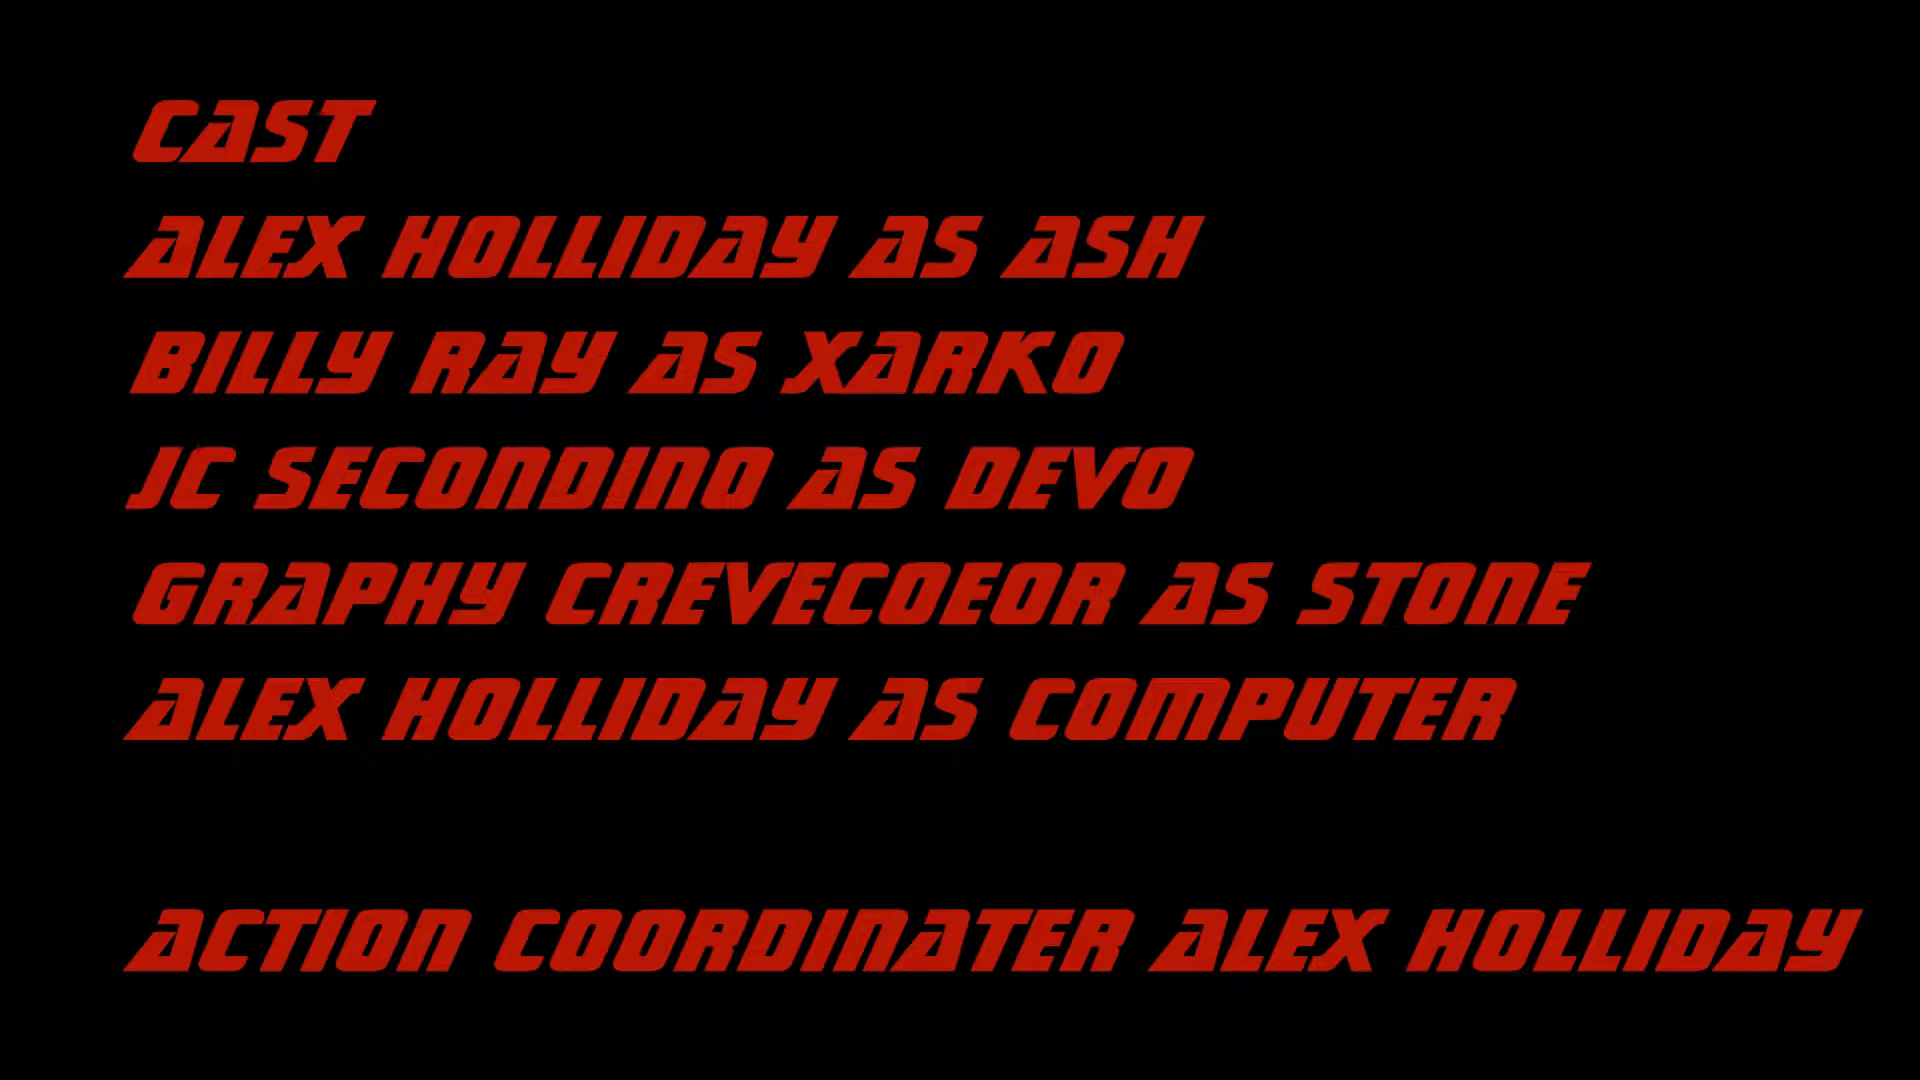 CAST
ALEX HOLLIDAY AS ASH
BILLY RAY AS XARKO
JC SECONDINO AS DEVO
GRAPHY CREVECOEOR AS STONE
ALEX HOLLIDAY AS COMPUTER
ACTION COORDINATER ALEX HOLLIDAY